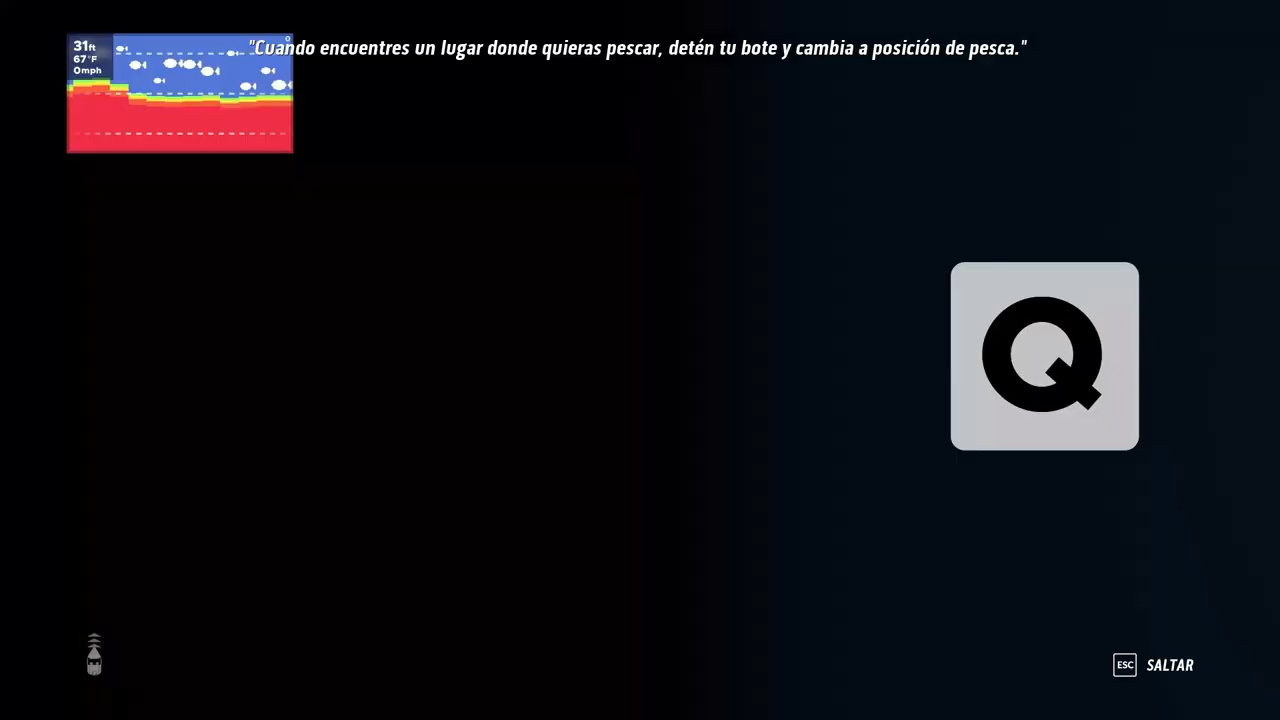 "Cuando encuentres un lugar donde quieras pescar, detén tu bote y cambia a posición de pesca."
31ft
67°F
0mph
0
Q
ESC SALTAR